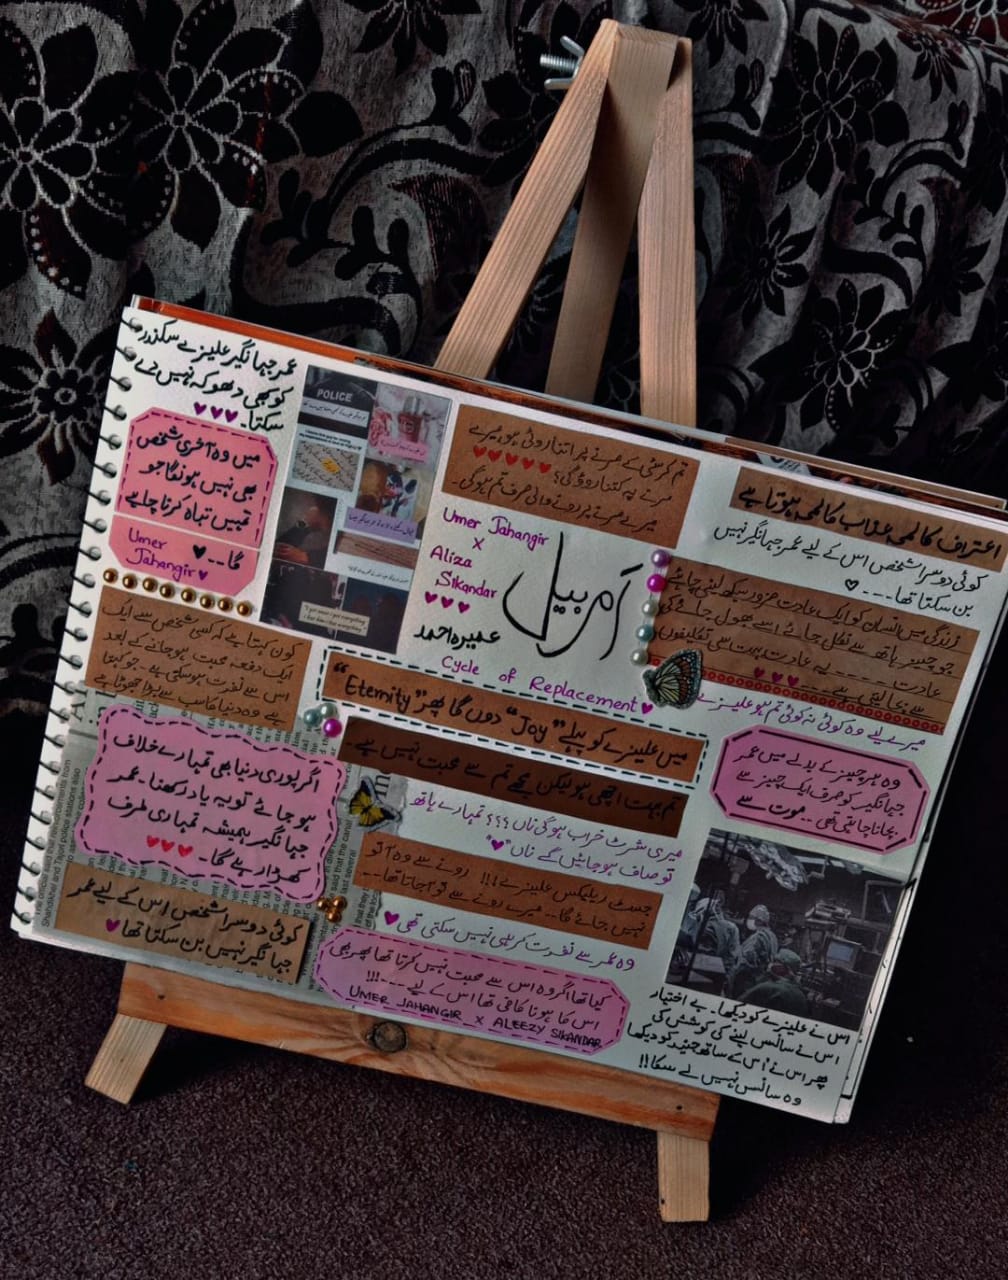 عمر جہانگیر علیزے سکندر
کو کبھی دھوکہ نہیں دے
سکتا۔
میں وہ آخری شخص
بھی نہیں ہونگا جو
تمہیں تباہ کرنا چاہے
گا۔۔۔
Umer
Jahangir
کون کہتا ہے کہ کسی شخص سے ایک
ایک دفعہ محبت ہو جانے کے بعد
اس سے نفرت ہو سکتی ہے۔ جو کہتا
ہے وہ دنیا کا سب سے بڑا جھوٹا ہے
اگر پوری دنیا بھی تمہارے خلاف
ہو جائے تو یہ یاد رکھنا۔ عمر
جہانگیر ہمیشہ تمہاری طرف
کھڑا رہے گا۔
کوئی دوسرا شخص اس کے لیے عمر
جہانگیر نہیں بن سکتا تھا
POLICE
تم کرسٹی کے مرنے پر اتنا روئی ہو، میرے
مرنے پہ کتنا روؤ گی؟
میرے مرنے پر رونے والی صرف تم ہو گی۔
Umer Jahangir
X
Aliza
Sikandar
اَمر بیل
عمیرہ احمد
Cycle of Replacement
میں علیزے کو پہلے "Joy" دوں گا پھر "Eternity"
تم بہت اچھی ہو لیکن مجھے تم سے محبت نہیں ہے۔
میری شرٹ خراب ہو گی ناں؟؟؟ تمہارے ہاتھ
تو صاف ہو جائیں گے ناں"
جسٹ ریلیکس علیزے!!! رونے سے وہ آ تو
نہیں جائے گا۔۔ میرے رونے سے تو آ جاتا تھا۔۔۔
وہ عمر سے نفرت کر ہی نہیں سکتی تھی
کیا تھا اگر وہ اس سے محبت نہیں کرتا تھا پھر بھی
اس کا ہونا کافی تھا اس کے لیے۔۔۔!!!
UMER JAHANGIR X ALEEZY SIKANDAR
اعتراف کا لمحہ عذاب کا لمحہ ہوتا ہے
کوئی دوسرا شخص اس کے لیے عمر جہانگیر نہیں
بن سکتا تھا۔۔۔
زندگی میں انسان کو ایک عادت ضرور سیکھ لینی چاہئے
جو چیز ہاتھ سے نکل جائے اسے بھول جانے کی
عادت ۔۔۔۔ یہ عادت بہت سی تکلیفوں
سے بچا لیتی ہے۔۔۔
میرے لیے وہ کوئی نہ کوئی تم ہو علیزے
وہ ہر چیز کے بدلے میں عمر
جہانگیر کو صرف ایک چیز سے
بچانا چاہتی تھی۔۔ موت سے
اس نے علیزے کو دیکھا۔ بے اختیار
اس نے سانس لینے کی کوشش کی
پھر اس نے اُس کے ساتھ جنید کو دیکھا
وہ سانس نہیں لے سکا!!